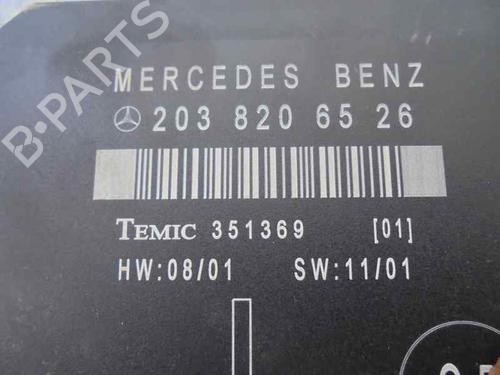 B-PARTS
MERCEDES BENZ
203 820 65 26
TEMIC 351369 [01]
HW:08/01 SW:11/01